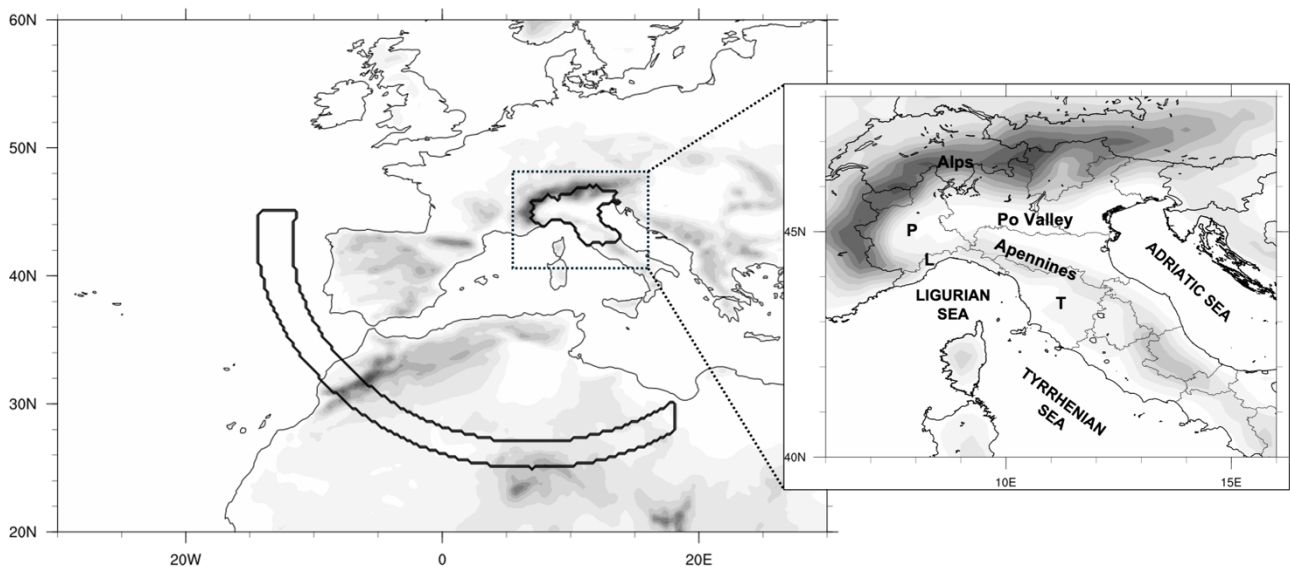 60N
50N
40N
30N
20N
20W
0
20E
Alps
Po Valley
P
45N
L
Apennines
ADRIATIC SEA
LIGURIAN
SEA
T
TYRRHENIAN
SEA
40N
10E
15E